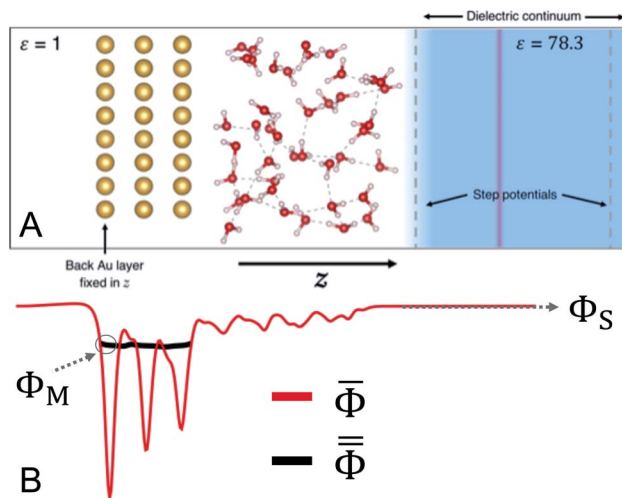 Dielectric continuum
ε = 1
ε = 78.3
Step potentials
A
Back Au layer
fixed in z
z
Φ_S
Φ_M
Φ̅
Φ̿
B